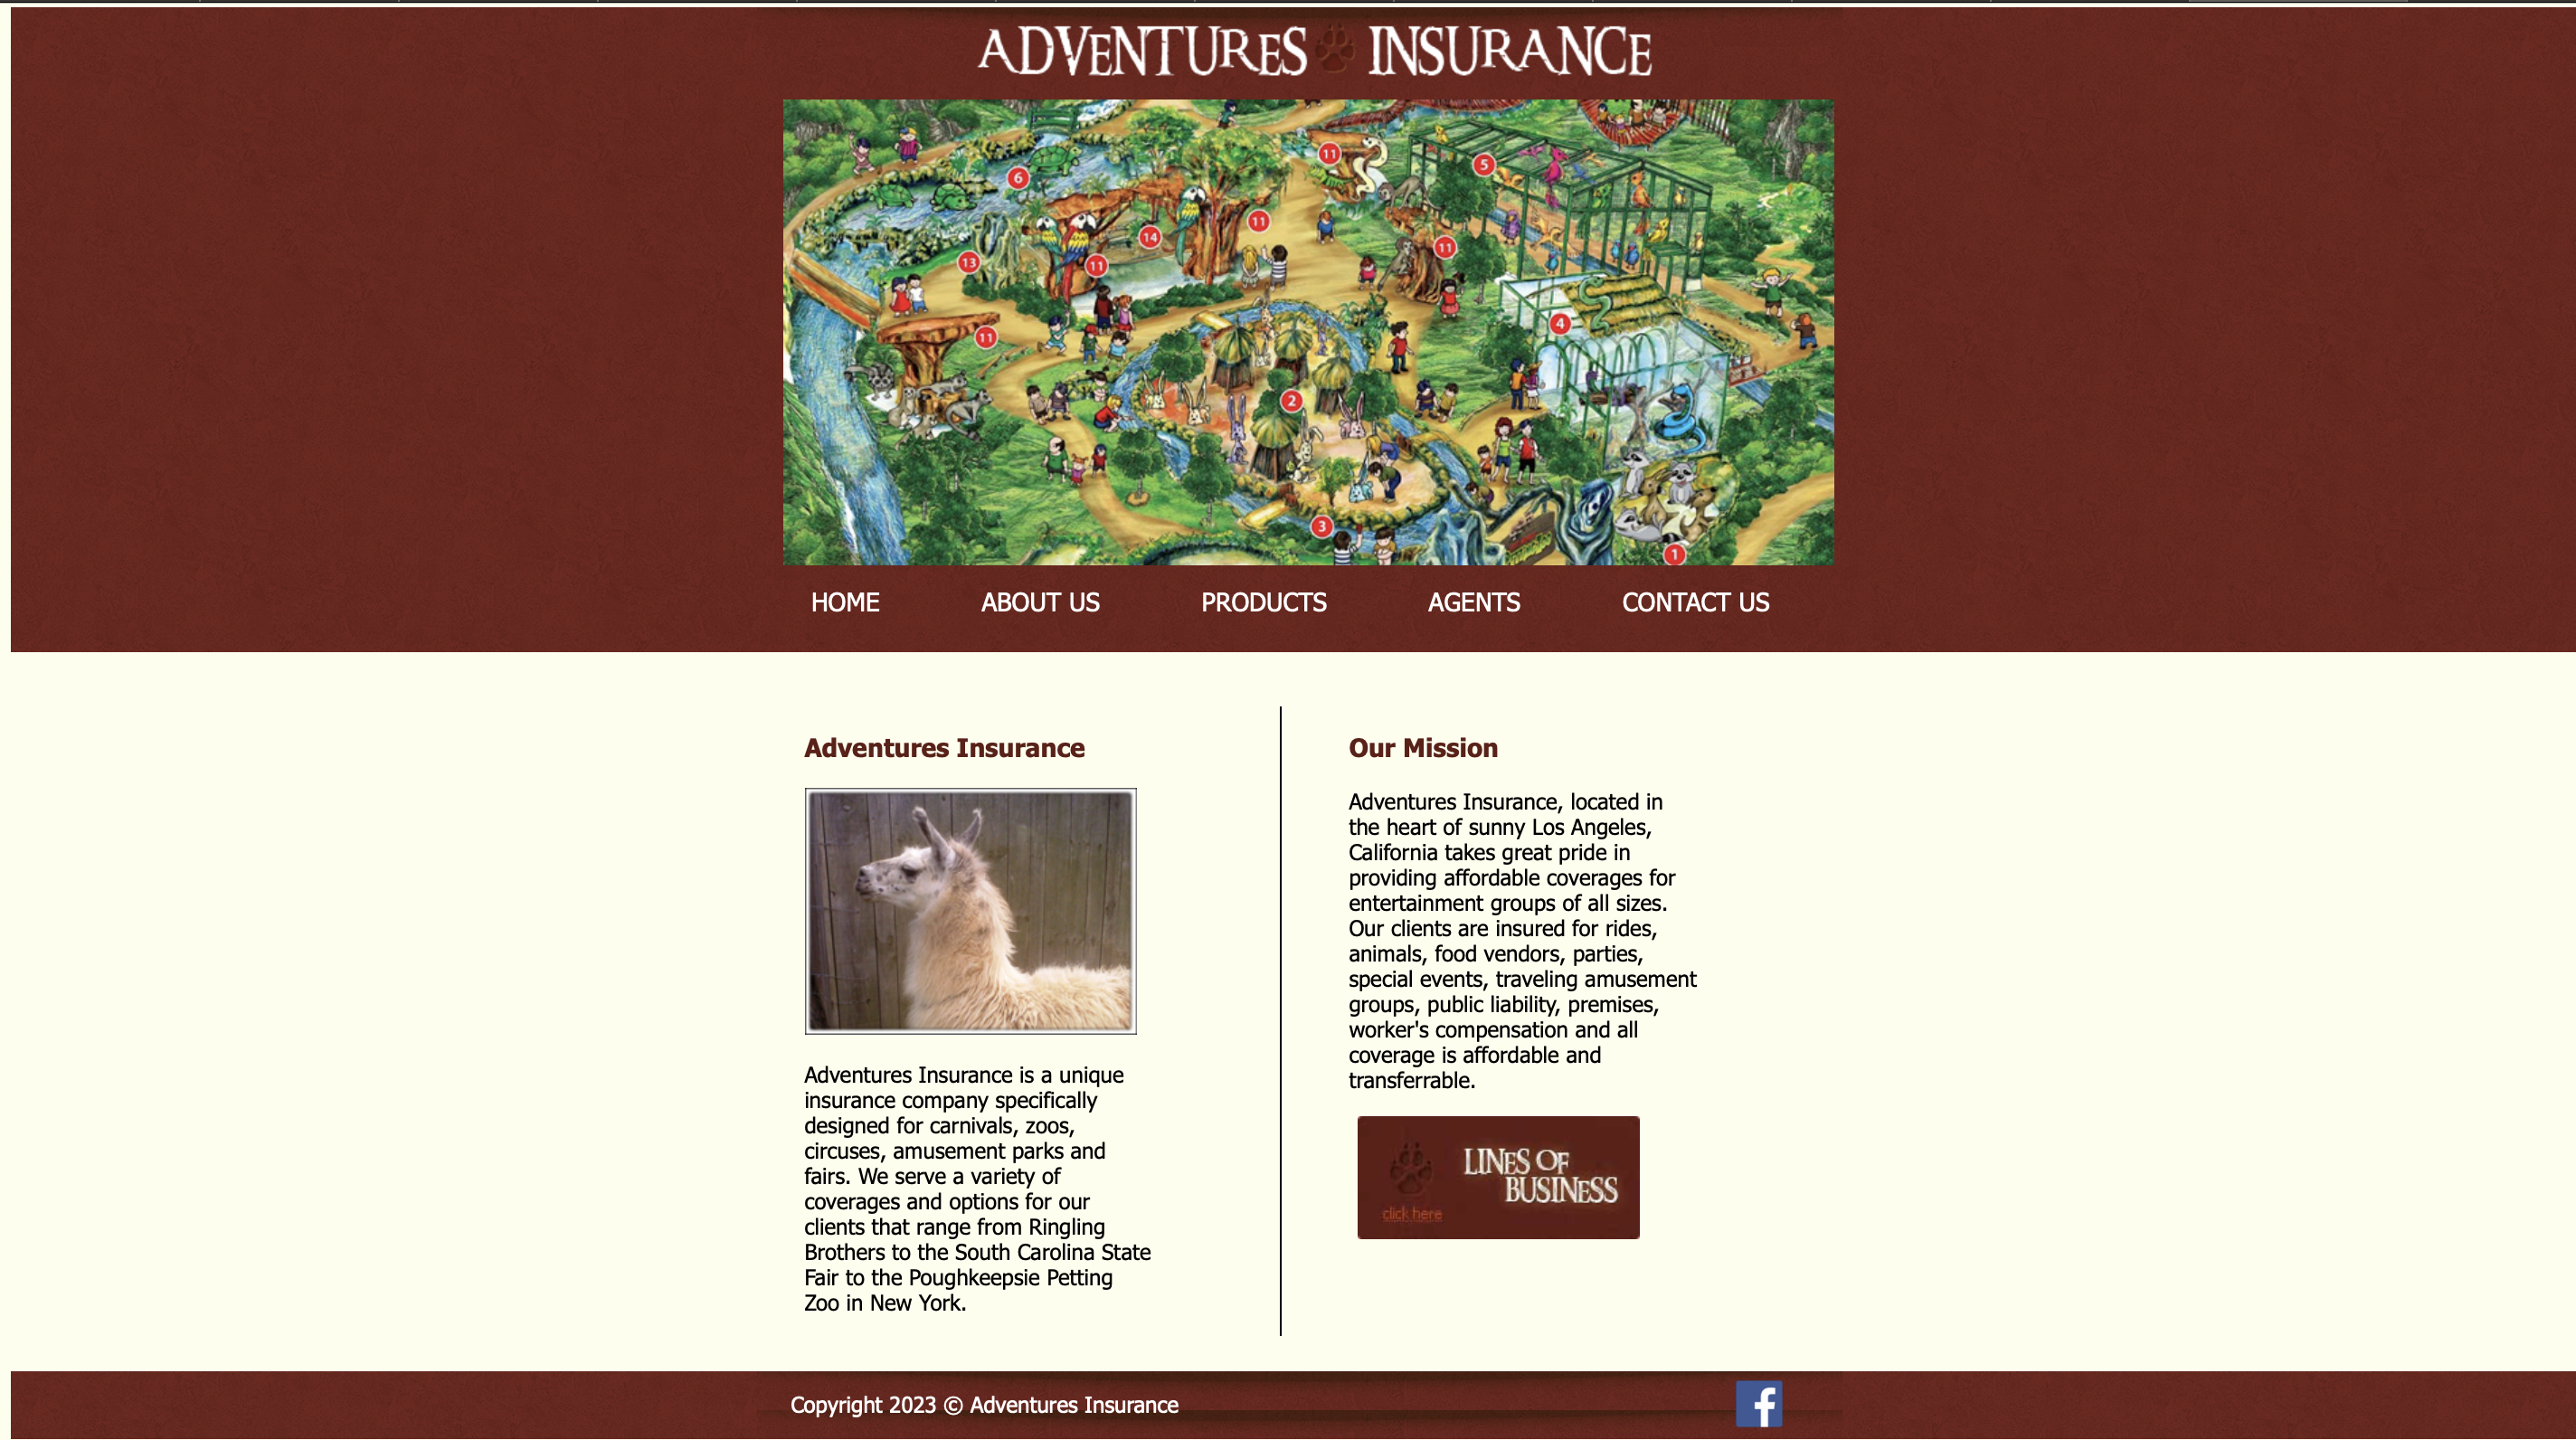 ADVENTURES INSURANCE
11
5
6
11
14
11
13
11
4
11
2
3
1
HOME ABOUT US PRODUCTS AGENTS CONTACT US
Adventures Insurance
Adventures Insurance is a unique
insurance company specifically
designed for carnivals, zoos,
circuses, amusement parks and
fairs. We serve a variety of
coverages and options for our
clients that range from Ringling
Brothers to the South Carolina State
Fair to the Poughkeepsie Petting
Zoo in New York.
Our Mission
Adventures Insurance, located in
the heart of sunny Los Angeles,
California takes great pride in
providing affordable coverages for
entertainment groups of all sizes.
Our clients are insured for rides,
animals, food vendors, parties,
special events, traveling amusement
groups, public liability, premises,
worker's compensation and all
coverage is affordable and
transferrable.
LINES OF
BUSINESS
click here
Copyright 2023 © Adventures Insurance
f